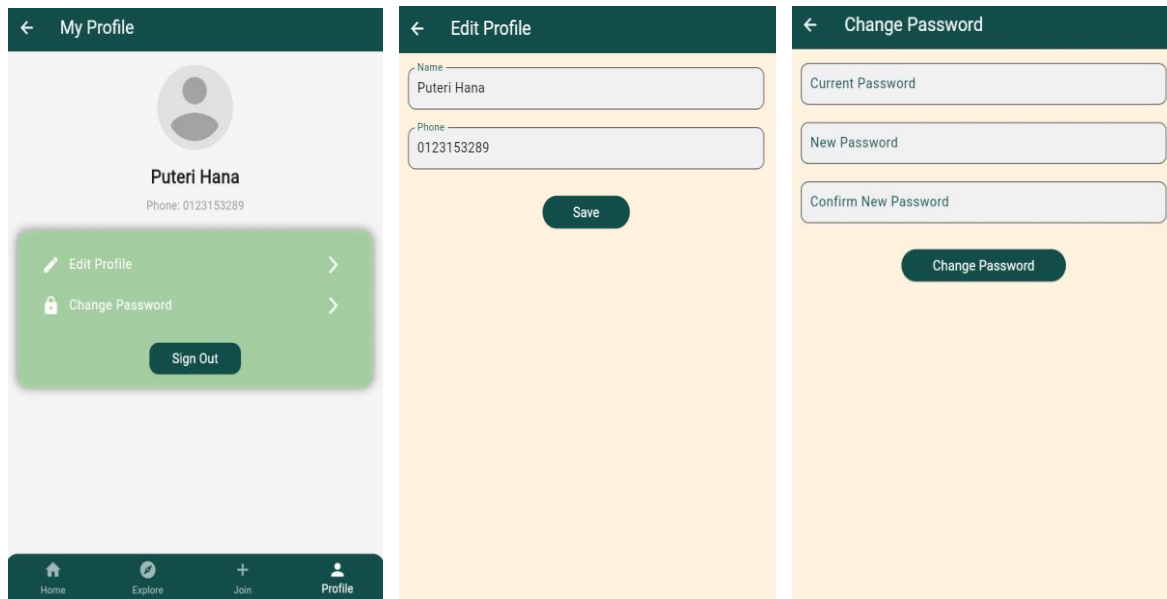 My Profile
Puteri Hana
Phone: 0123153289
Edit Profile
Change Password
Sign Out
Home
Explore
Join
Profile
Edit Profile
Name
Puteri Hana
Phone
0123153289
Save
Change Password
Current Password
New Password
Confirm New Password
Change Password